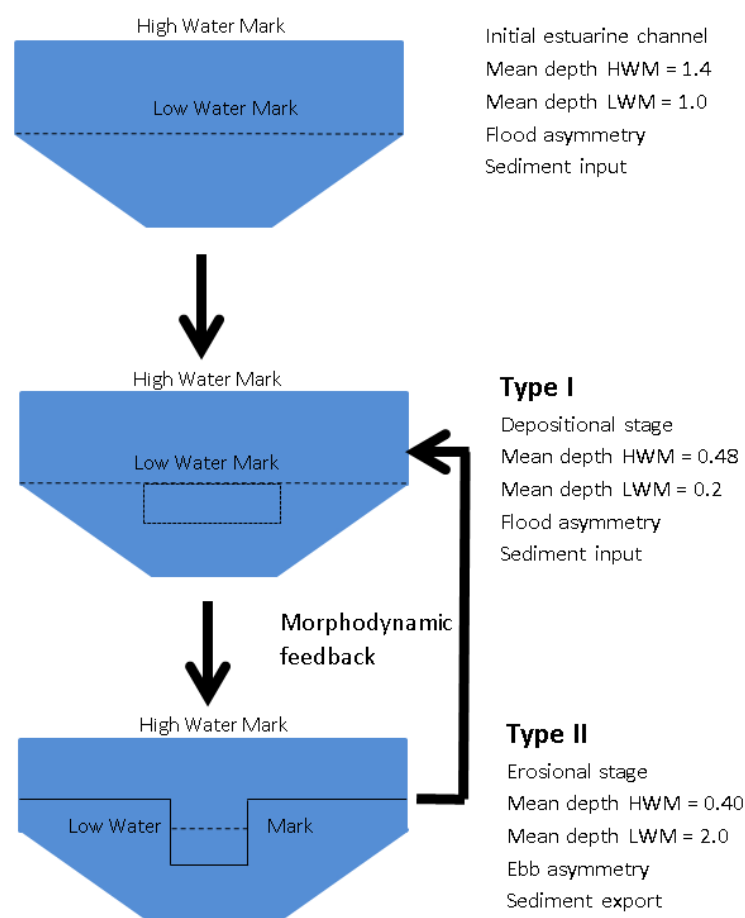 High Water Mark
Low Water Mark
Initial estuarine channel
Mean depth HWM = 1.4
Mean depth LWM = 1.0
Flood asymmetry
Sediment input
High Water Mark
Low Water Mark
Type I
Depositional stage
Mean depth HWM = 0.48
Mean depth LWM = 0.2
Flood asymmetry
Sediment input
Morphodynamic
feedback
High Water Mark
Low Water Mark
Type II
Erosional stage
Mean depth HWM = 0.40
Mean depth LWM = 2.0
Ebb asymmetry
Sediment export